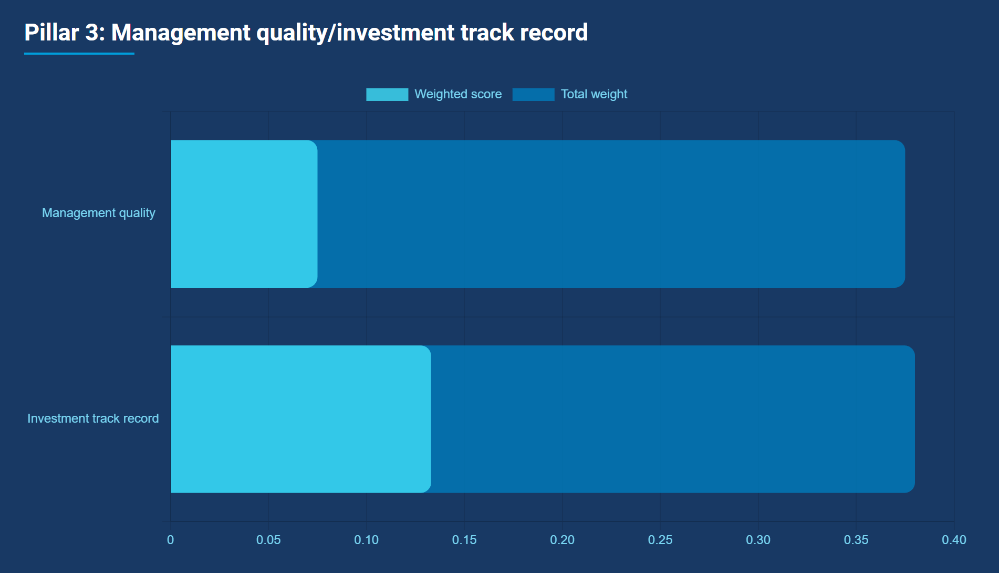 Pillar 3: Management quality/investment track record
Weighted score
Total weight
Management quality
Investment track record
0
0.05
0.10
0.15
0.20
0.25
0.30
0.35
0.40